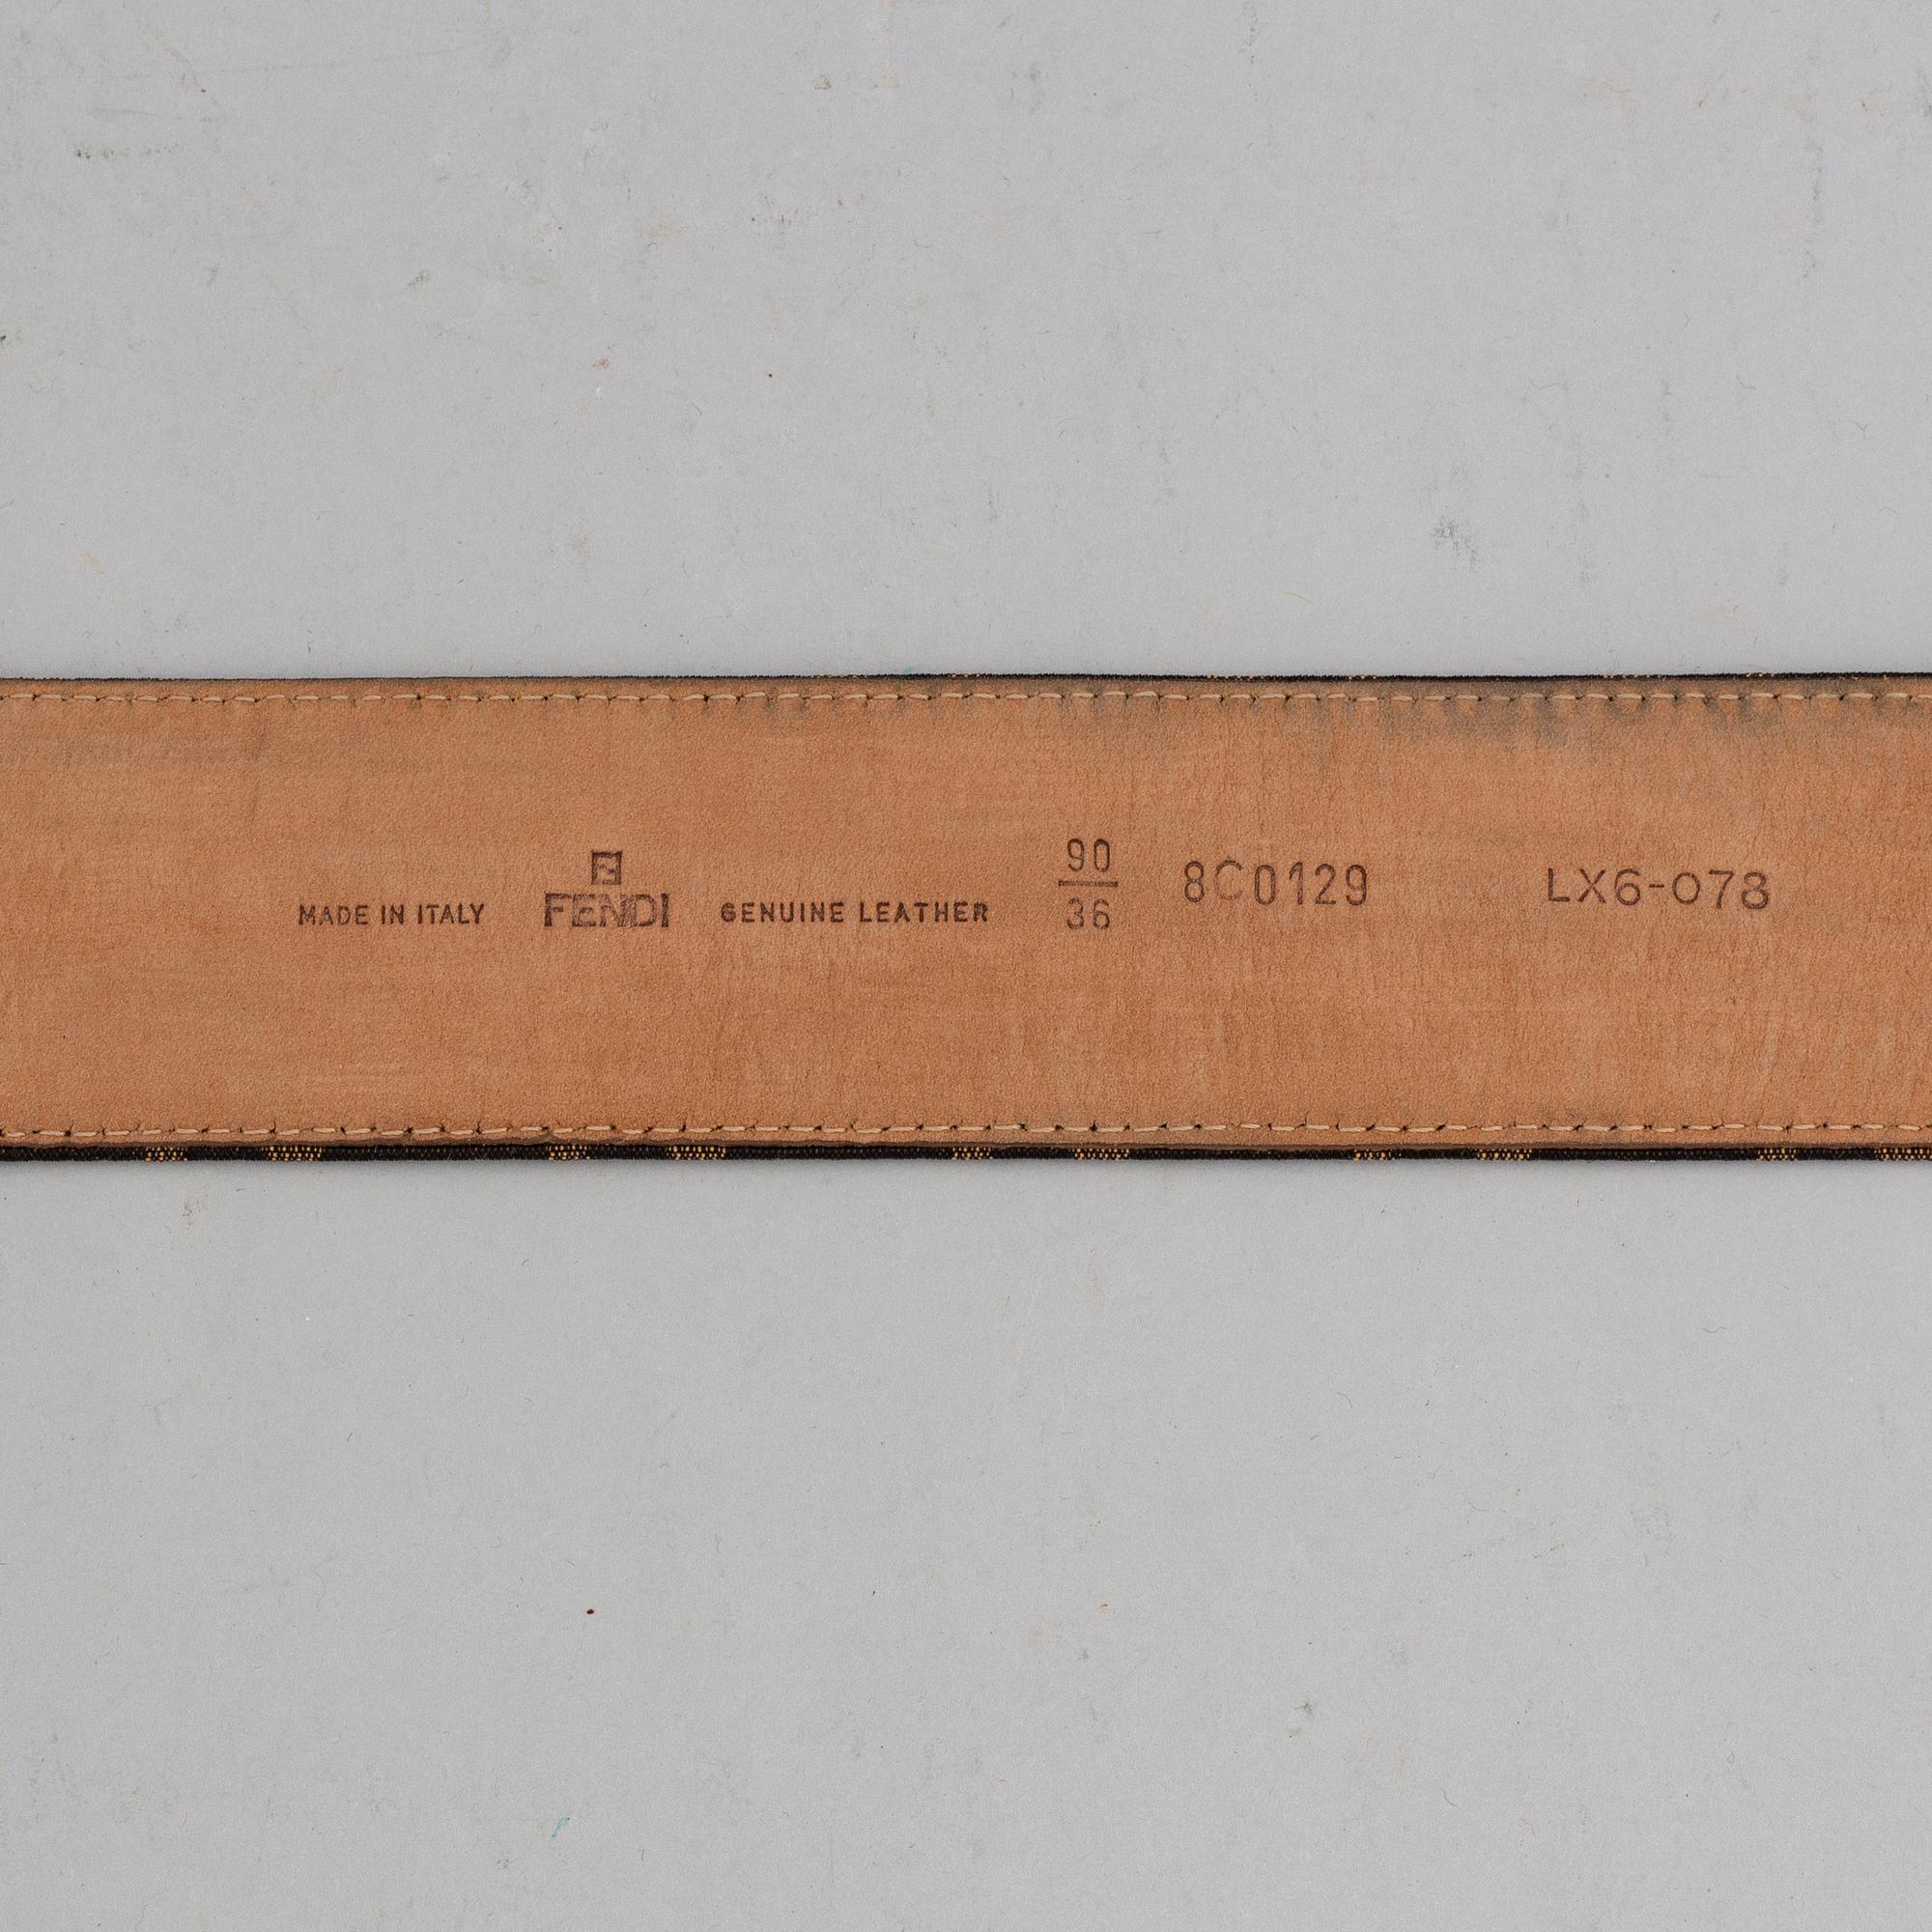 MADE IN ITALY
F
FENDI
GENUINE LEATHER
90
36
8C0129
LX6-078